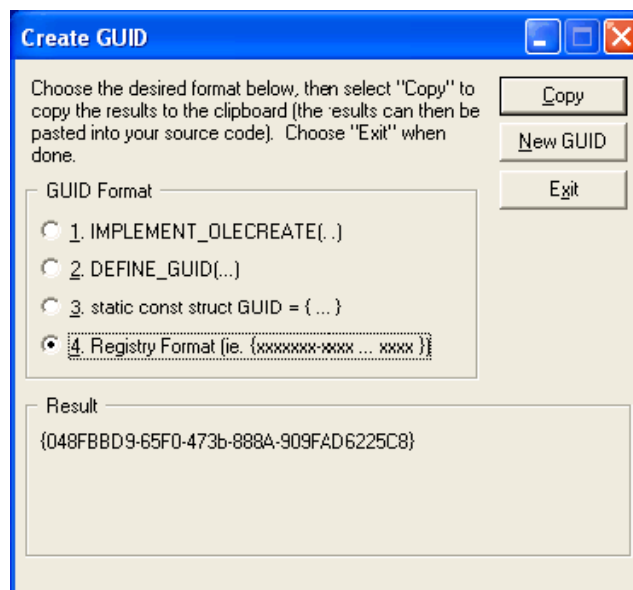 Create GUID
Choose the desired format below, then select "Copy" to
copy the results to the clipboard (the results can then be
pasted into your source code). Choose "Exit" when
done.
Copy
New GUID
Exit
GUID Format
1. IMPLEMENT_OLECREATE(...)
2. DEFINE_GUID(...)
3. static const struct GUID = { ... }
4. Registry Format (ie. {xxxxxxx-xxxx ... xxxx })
Result
{048FBBD9-65F0-473b-888A-909FAD6225C8}